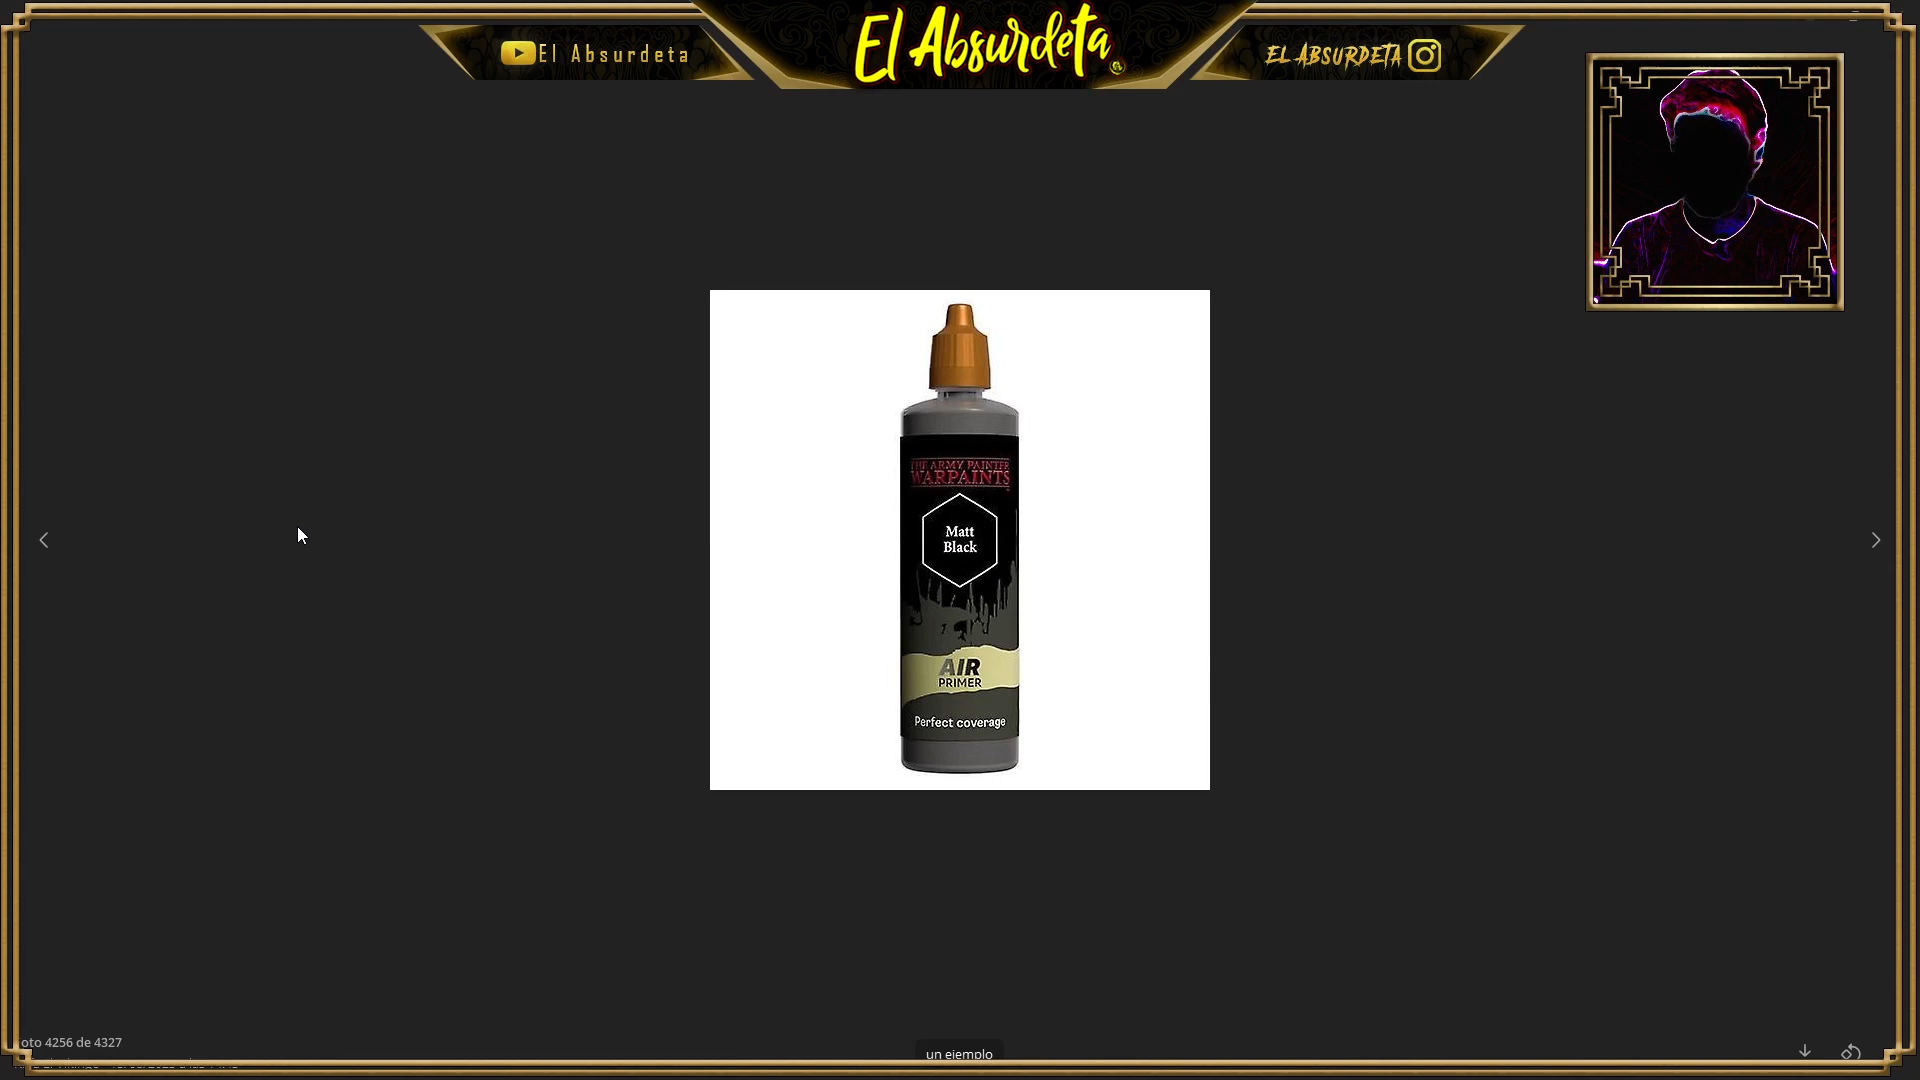 El Absurdeta
El Absurdeta
EL ABSURDETA
THE ARMY PAINTER
WARPAINTS
Matt
Black
AIR
PRIMER
Perfect coverage
oto 4256 de 4327
un ejemplo